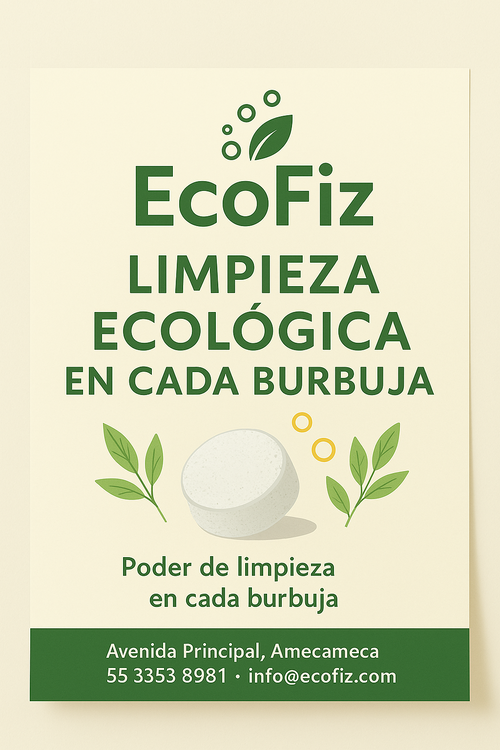 EcoFiz
LIMPIEZA
ECOLÓGICA
EN CADA BURBUJA
Poder de limpieza
en cada burbuja
Avenida Principal, Amecameca
55 3353 8981 • info@ecofiz.com